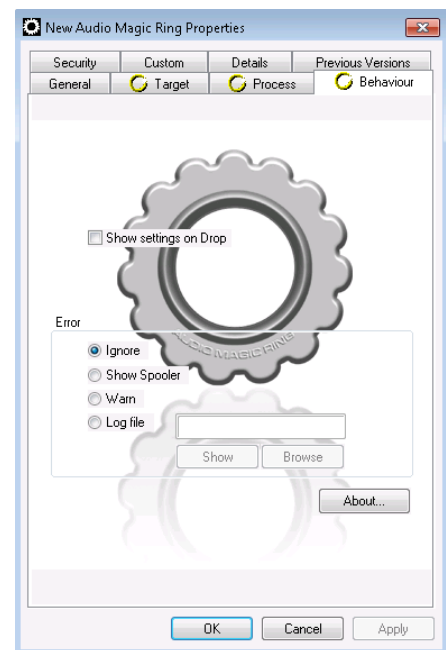 New Audio Magic Ring Properties
Security Custom Details Previous Versions
General Target Process Behaviour
Show settings on Drop
AUDIO MAGIC RING
Error
Ignore
Show Spooler
Warn
Log file
Show Browse
About...
OK Cancel Apply